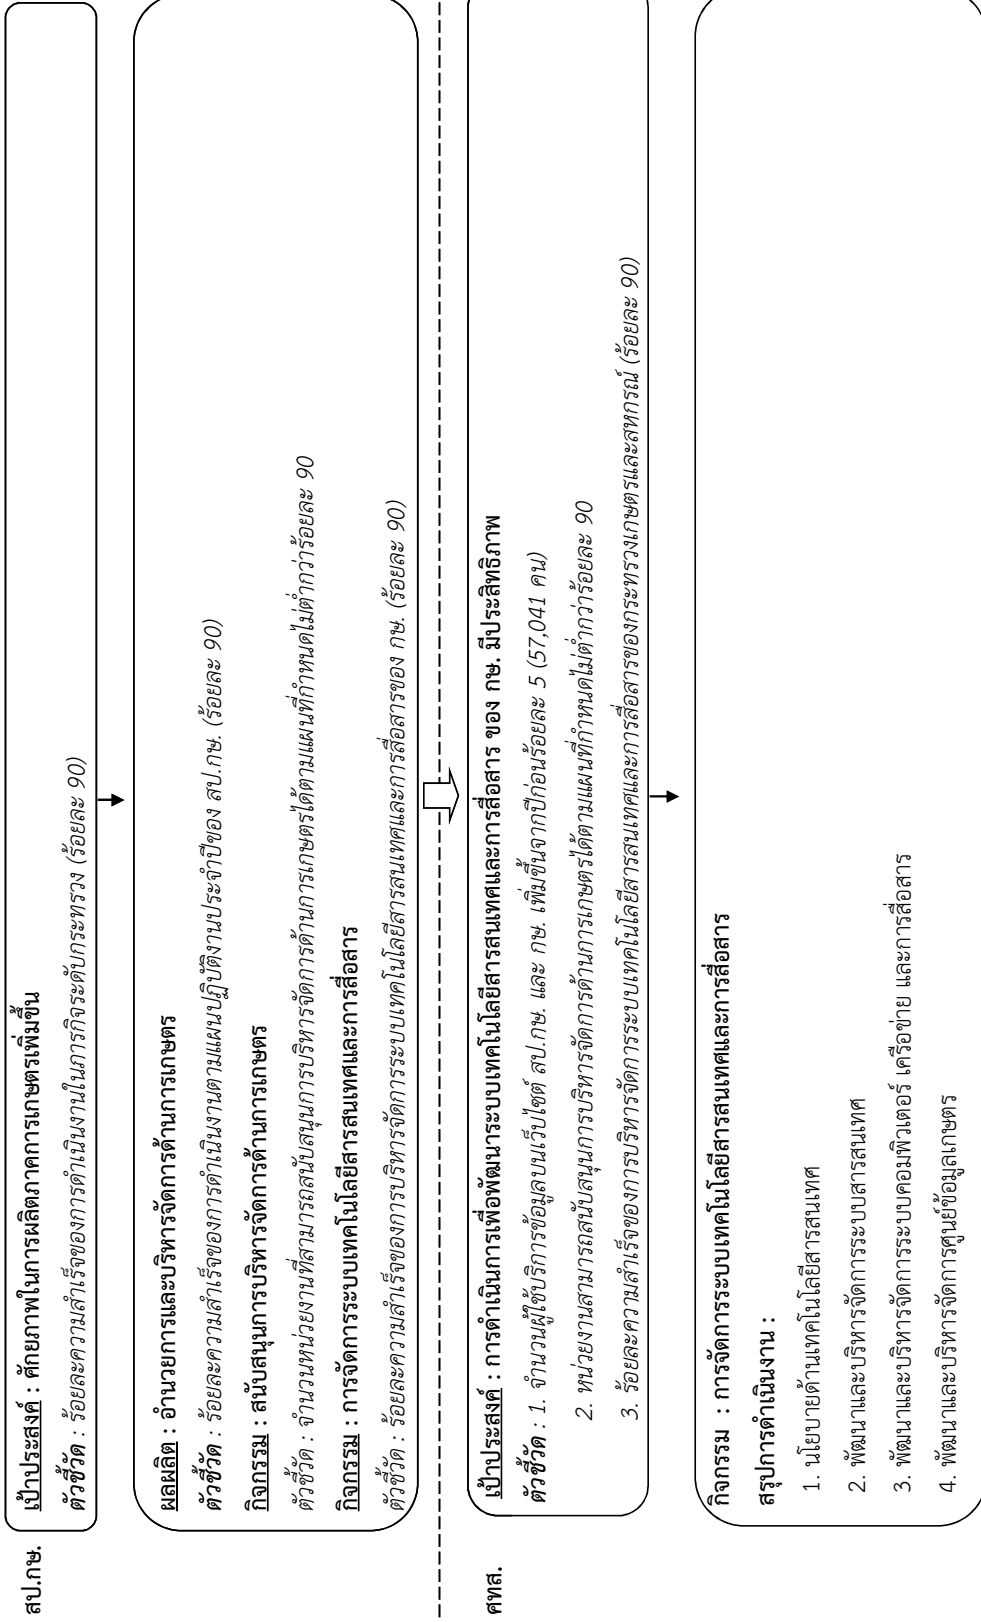 สป.กษ.
เป้าประสงค์ : ศักยภาพในการผลิตภาคการเกษตรเพิ่มขึ้น
ตัวชี้วัด : ร้อยละความสำเร็จของการดำเนินงานในภารกิจระดับกระทรวง (ร้อยละ 90)
ผลผลิต : อำนวยการและบริหารจัดการด้านการเกษตร
ตัวชี้วัด : ร้อยละความสำเร็จของการดำเนินงานตามแผนปฏิบัติงานประจำปีของ สป.กษ. (ร้อยละ 90)
กิจกรรม : สนับสนุนการบริหารจัดการด้านการเกษตร
ตัวชี้วัด : จำนวนหน่วยงานที่สามารถสนับสนุนการบริหารจัดการด้านการเกษตรได้ตามแผนที่กำหนดไม่ต่ำกว่าร้อยละ 90
กิจกรรม : การจัดการระบบเทคโนโลยีสารสนเทศและการสื่อสาร
ตัวชี้วัด : ร้อยละความสำเร็จของการบริหารจัดการระบบเทคโนโลยีสารสนเทศและการสื่อสารของ กษ. (ร้อยละ 90)
ศทส.
เป้าประสงค์ : การดำเนินการเพื่อพัฒนาระบบเทคโนโลยีสารสนเทศและการสื่อสาร ของ กษ. มีประสิทธิภาพ
ตัวชี้วัด : 1. จำนวนผู้ใช้บริการข้อมูลบนเว็บไซต์ สป.กษ. และ กษ. เพิ่มขึ้นจากปีก่อนร้อยละ 5 (57,041 คน)
2. หน่วยงานสามารถสนับสนุนการบริหารจัดการด้านการเกษตรได้ตามแผนที่กำหนดไม่ต่ำกว่าร้อยละ 90
3. ร้อยละความสำเร็จของการบริหารจัดการระบบเทคโนโลยีสารสนเทศและการสื่อสารของกระทรวงเกษตรและสหกรณ์ (ร้อยละ 90)
กิจกรรม : การจัดการระบบเทคโนโลยีสารสนเทศและการสื่อสาร
สรุปการดำเนินงาน :
1. นโยบายด้านเทคโนโลยีสารสนเทศ
2. พัฒนาและบริหารจัดการระบบสารสนเทศ
3. พัฒนาและบริหารจัดการระบบคอมพิวเตอร์ เครือข่าย และการสื่อสาร
4. พัฒนาและบริหารจัดการศูนย์ข้อมูลเกษตร